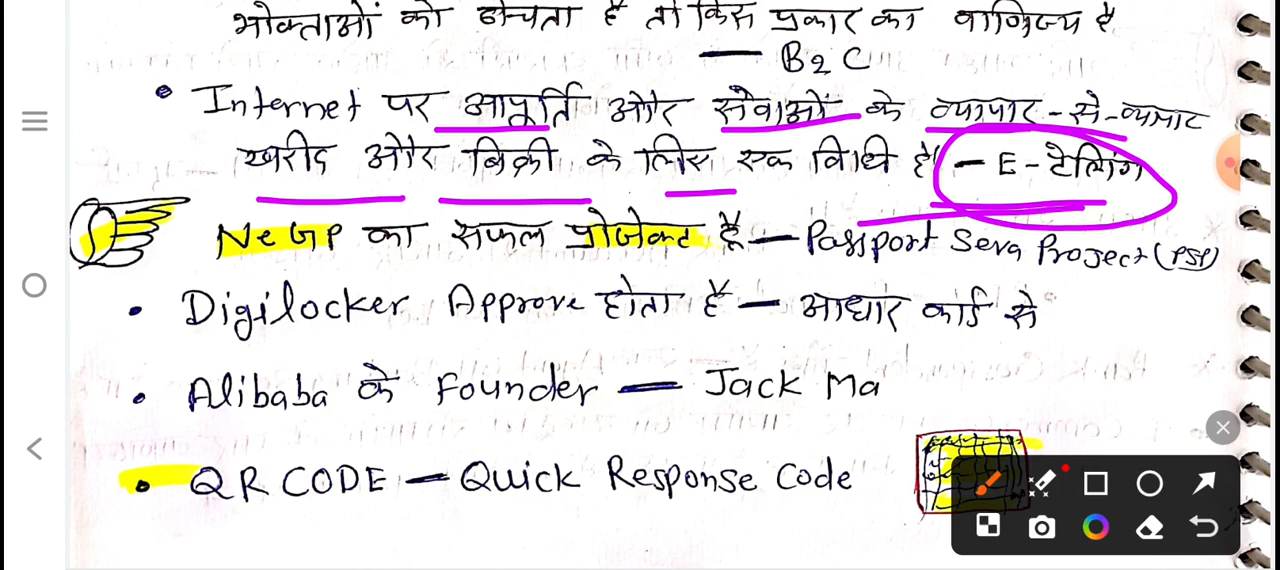 भोक्ताओं को बेचता है तो किस प्रकार का वाणिज्य है
— B2C
• Internet पर आपूर्ति और सेवाओं के व्यापार-से-व्यापार
खरीद और बिक्री के लिए एक विधि है — E-टेलिंग
NeGP का सफल प्रोजेक्ट है — Passport Seva Project (PSP)
• Digilocker Approve होता है — आधार कार्ड से
• Alibaba के Founder — Jack Ma
• QR CODE — Quick Response Code